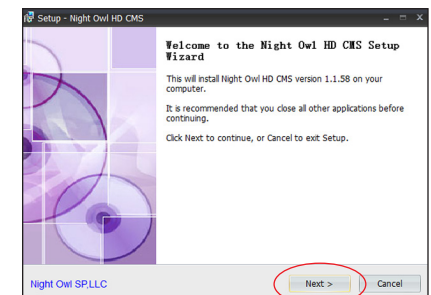 Setup - Night Owl HD CMS
Welcome to the Night Owl HD CMS Setup
Wizard
This will install Night Owl HD CMS version 1.1.58 on your
computer.
It is recommended that you close all other applications before
continuing.
Click Next to continue, or Cancel to exit Setup.
Night Owl SP,LLC
Next >
Cancel